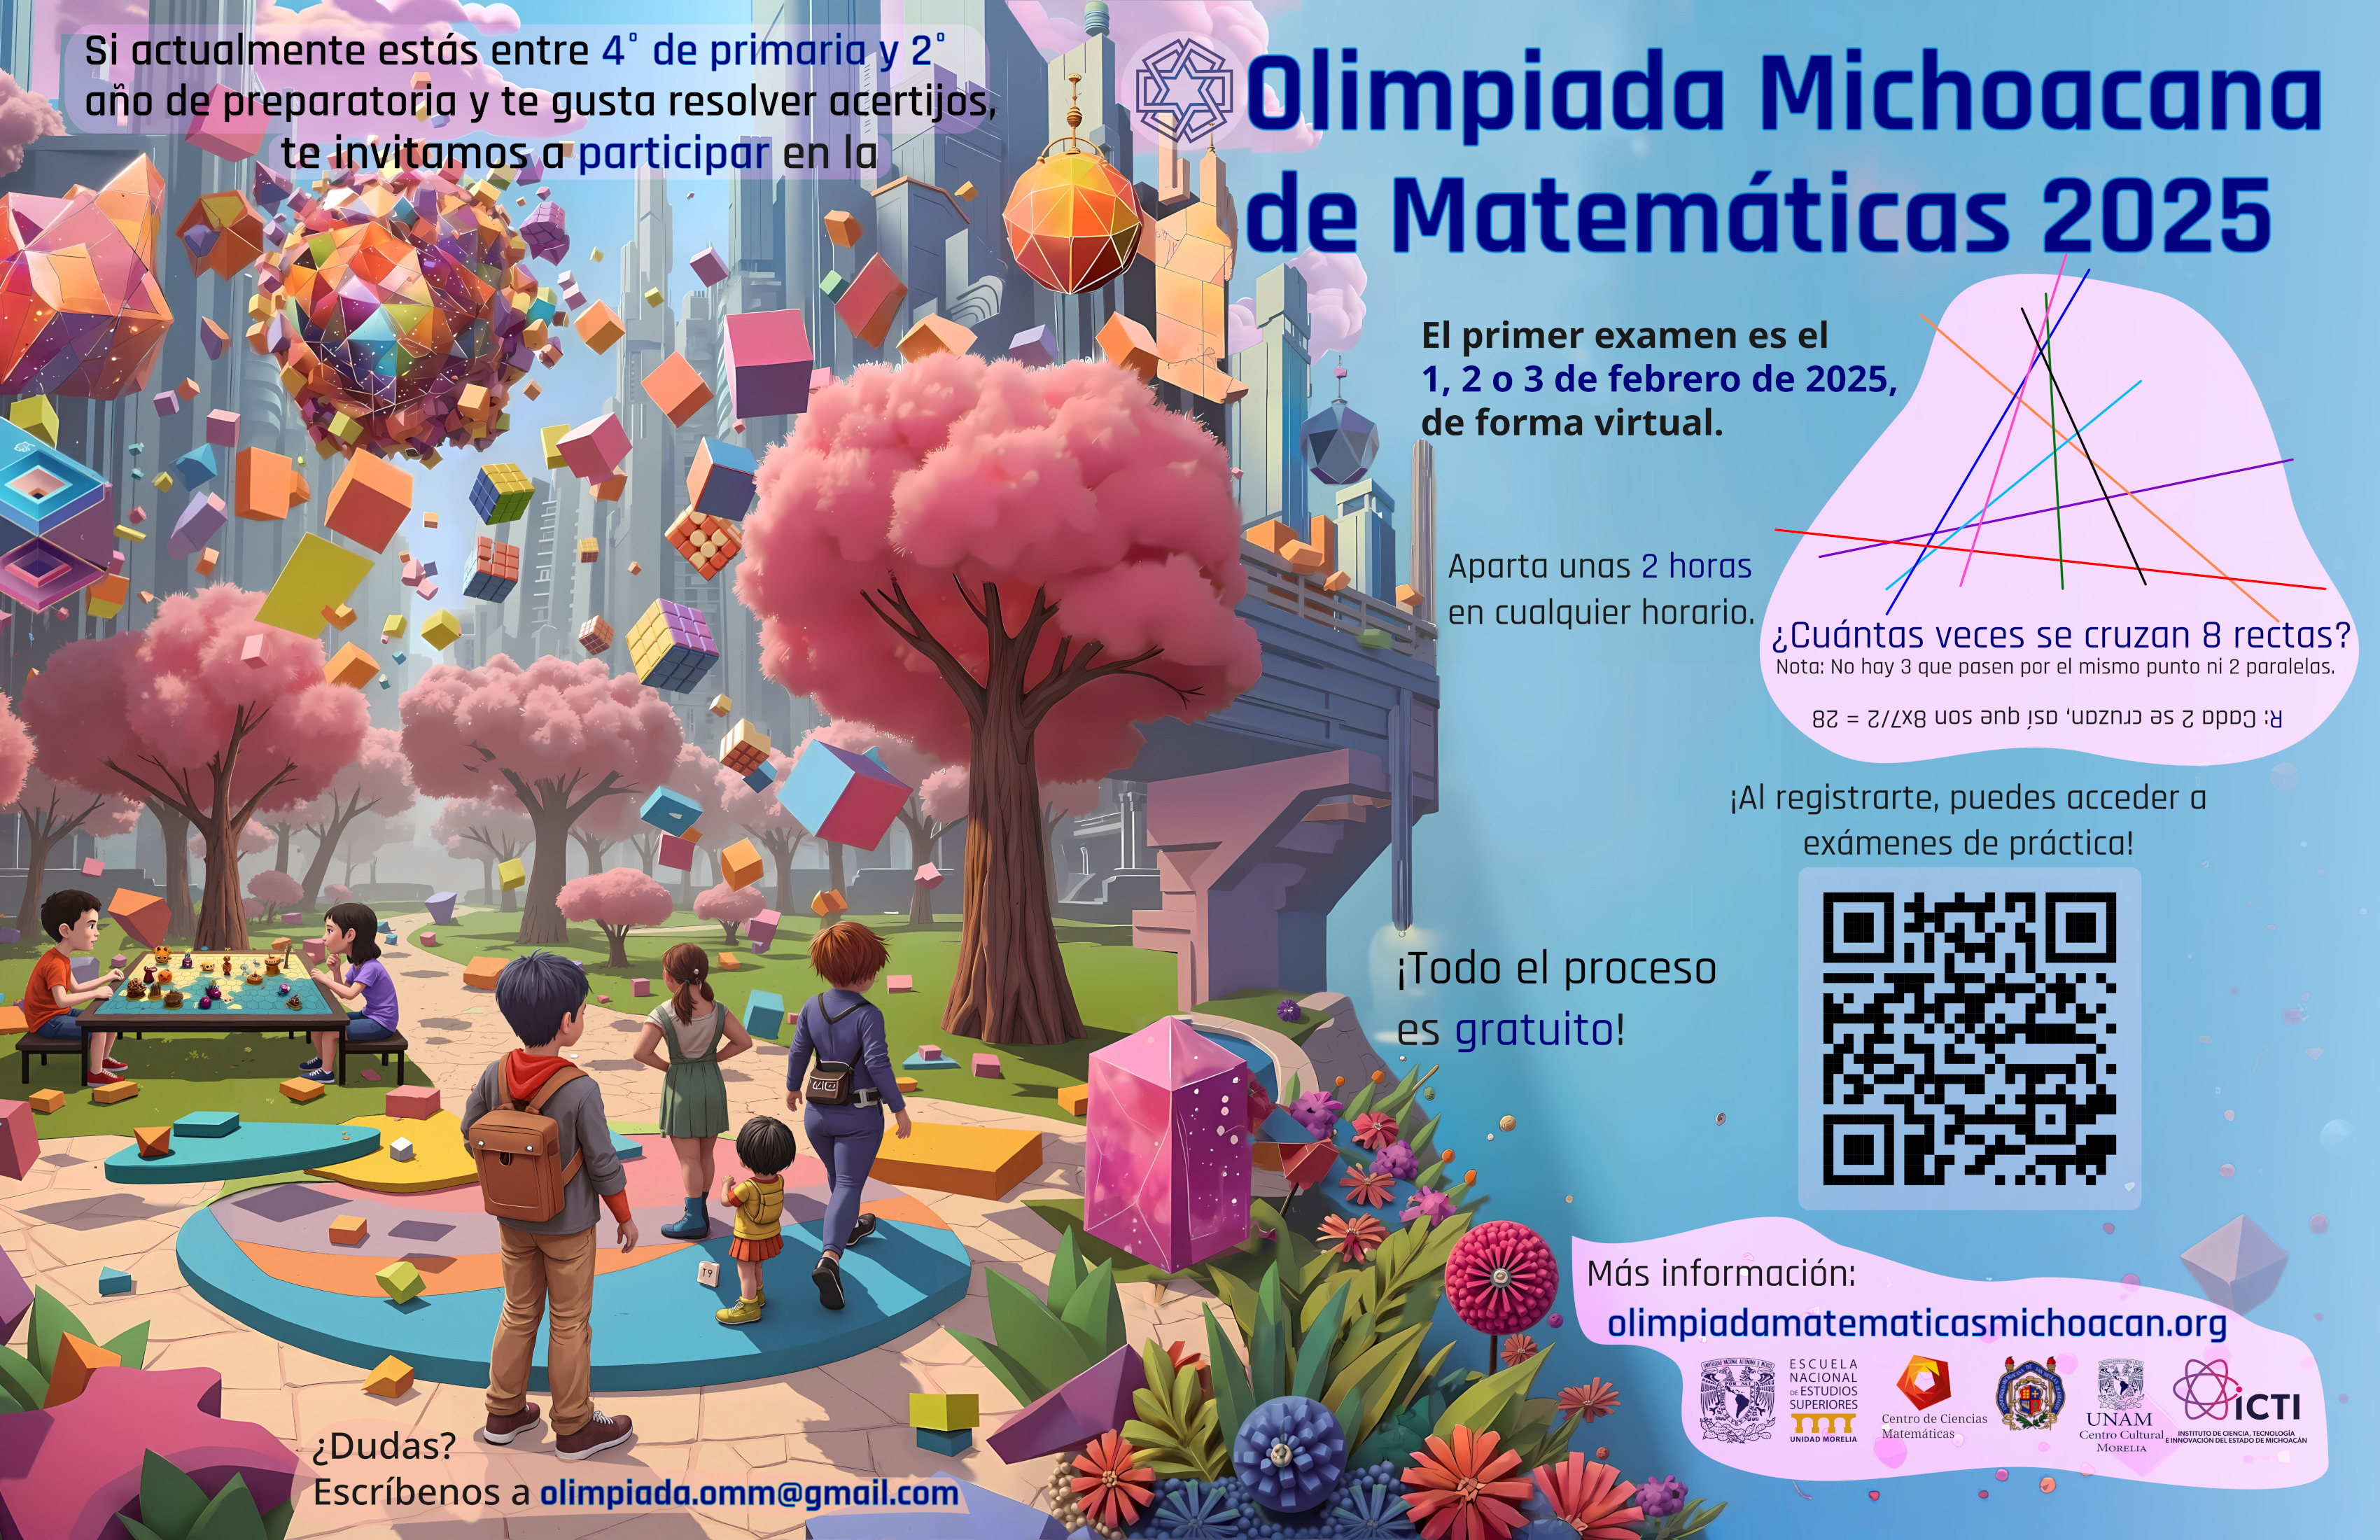 Si actualmente estás entre 4° de primaria y 2°
año de preparatoria y te gusta resolver acertijos,
te invitamos a participar en la
Olimpiada Michoacana
de Matemáticas 2025
El primer examen es el
1, 2 o 3 de febrero de 2025,
de forma virtual.
Aparta unas 2 horas
en cualquier horario.
¿Cuántas veces se cruzan 8 rectas?
Nota: No hay 3 que pasen por el mismo punto ni 2 paralelas.
R: Cada 2 se cruzan, así que son 8x7/2 = 28
¡Al registrarte, puedes acceder a
exámenes de práctica!
¡Todo el proceso
es gratuito!
Más información:
olimpiadamatematicasmichoacan.org
ESCUELA
NACIONAL
DE ESTUDIOS
SUPERIORES
UNIDAD MORELIA
Centro de Ciencias
Matemáticas
UNAM
Centro Cultural
MORELIA
iCTI
INSTITUTO DE CIENCIA, TECNOLOGÍA
E INNOVACIÓN DEL ESTADO DE MICHOACÁN
¿Dudas?
Escríbenos a olimpiada.omm@gmail.com